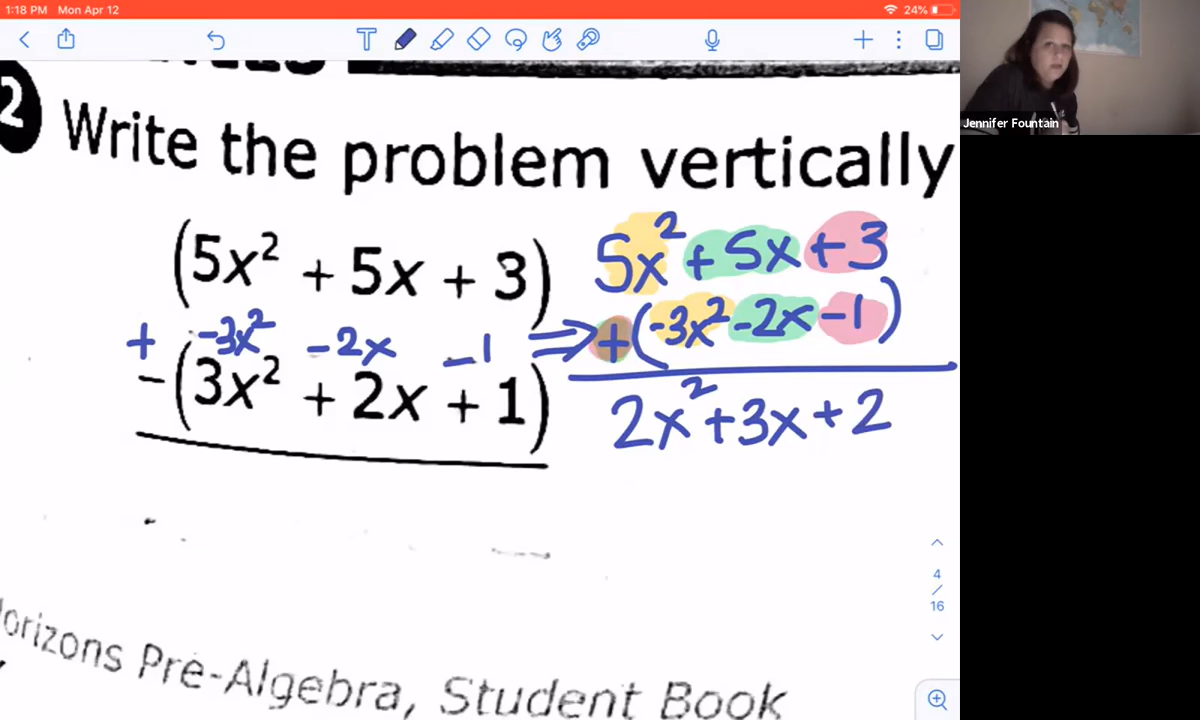 1:18 PM Mon Apr 12
24%
Jennifer Fountain
2 Write the problem vertically
(5x² + 5x + 3)
5x² + 5x + 3
+ -3x² - 2x - 1
⇒ + (-3x² - 2x - 1)
- (3x² + 2x + 1)
2x² + 3x + 2
4
/
16
Horizons Pre-Algebra, Student Book